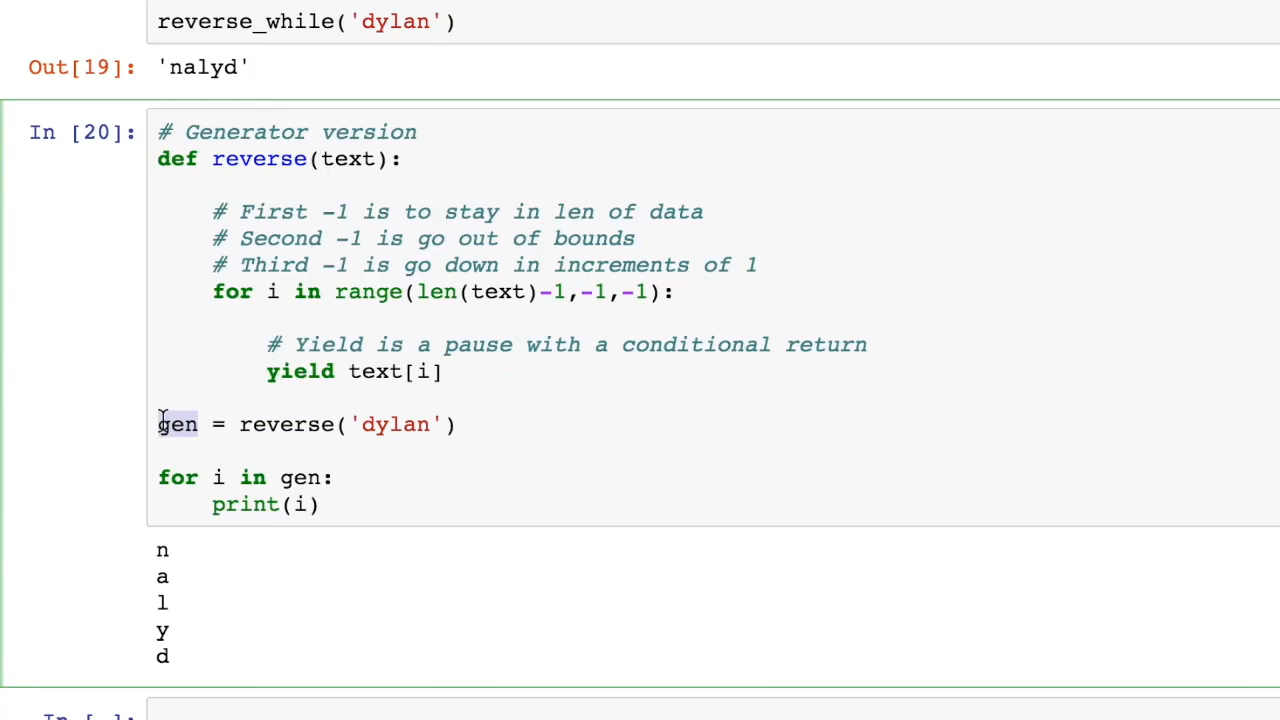 reverse_while('dylan')
Out[19]: 'nalyd'
In [20]: # Generator version
def reverse(text):
# First -1 is to stay in len of data
# Second -1 is go out of bounds
# Third -1 is go down in increments of 1
for i in range(len(text)-1,-1,-1):
# Yield is a pause with a conditional return
yield text[i]
gen = reverse('dylan')
for i in gen:
print(i)
n
a
l
y
d
In [ ]: